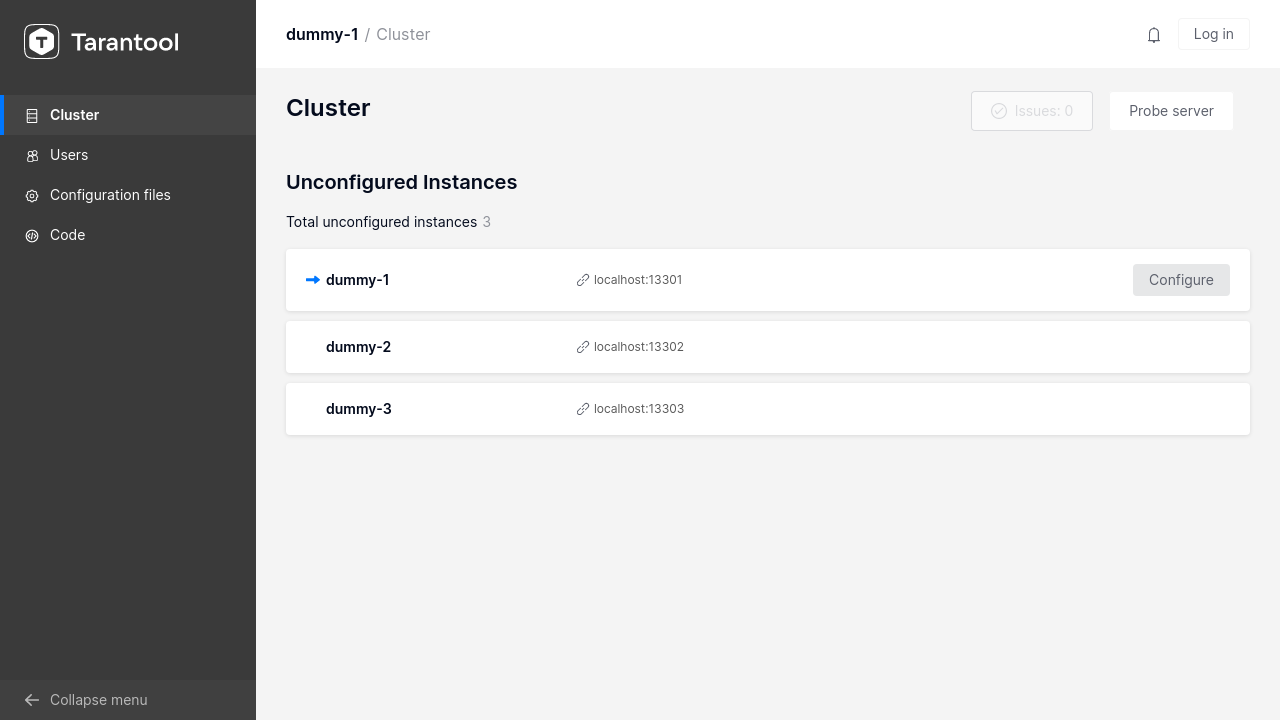 Tarantool
Cluster
Users
Configuration files
Code
Collapse menu
dummy-1 / Cluster
Log in
Cluster
Issues: 0
Probe server
Unconfigured Instances
Total unconfigured instances 3
dummy-1 localhost:13301 Configure
dummy-2 localhost:13302
dummy-3 localhost:13303